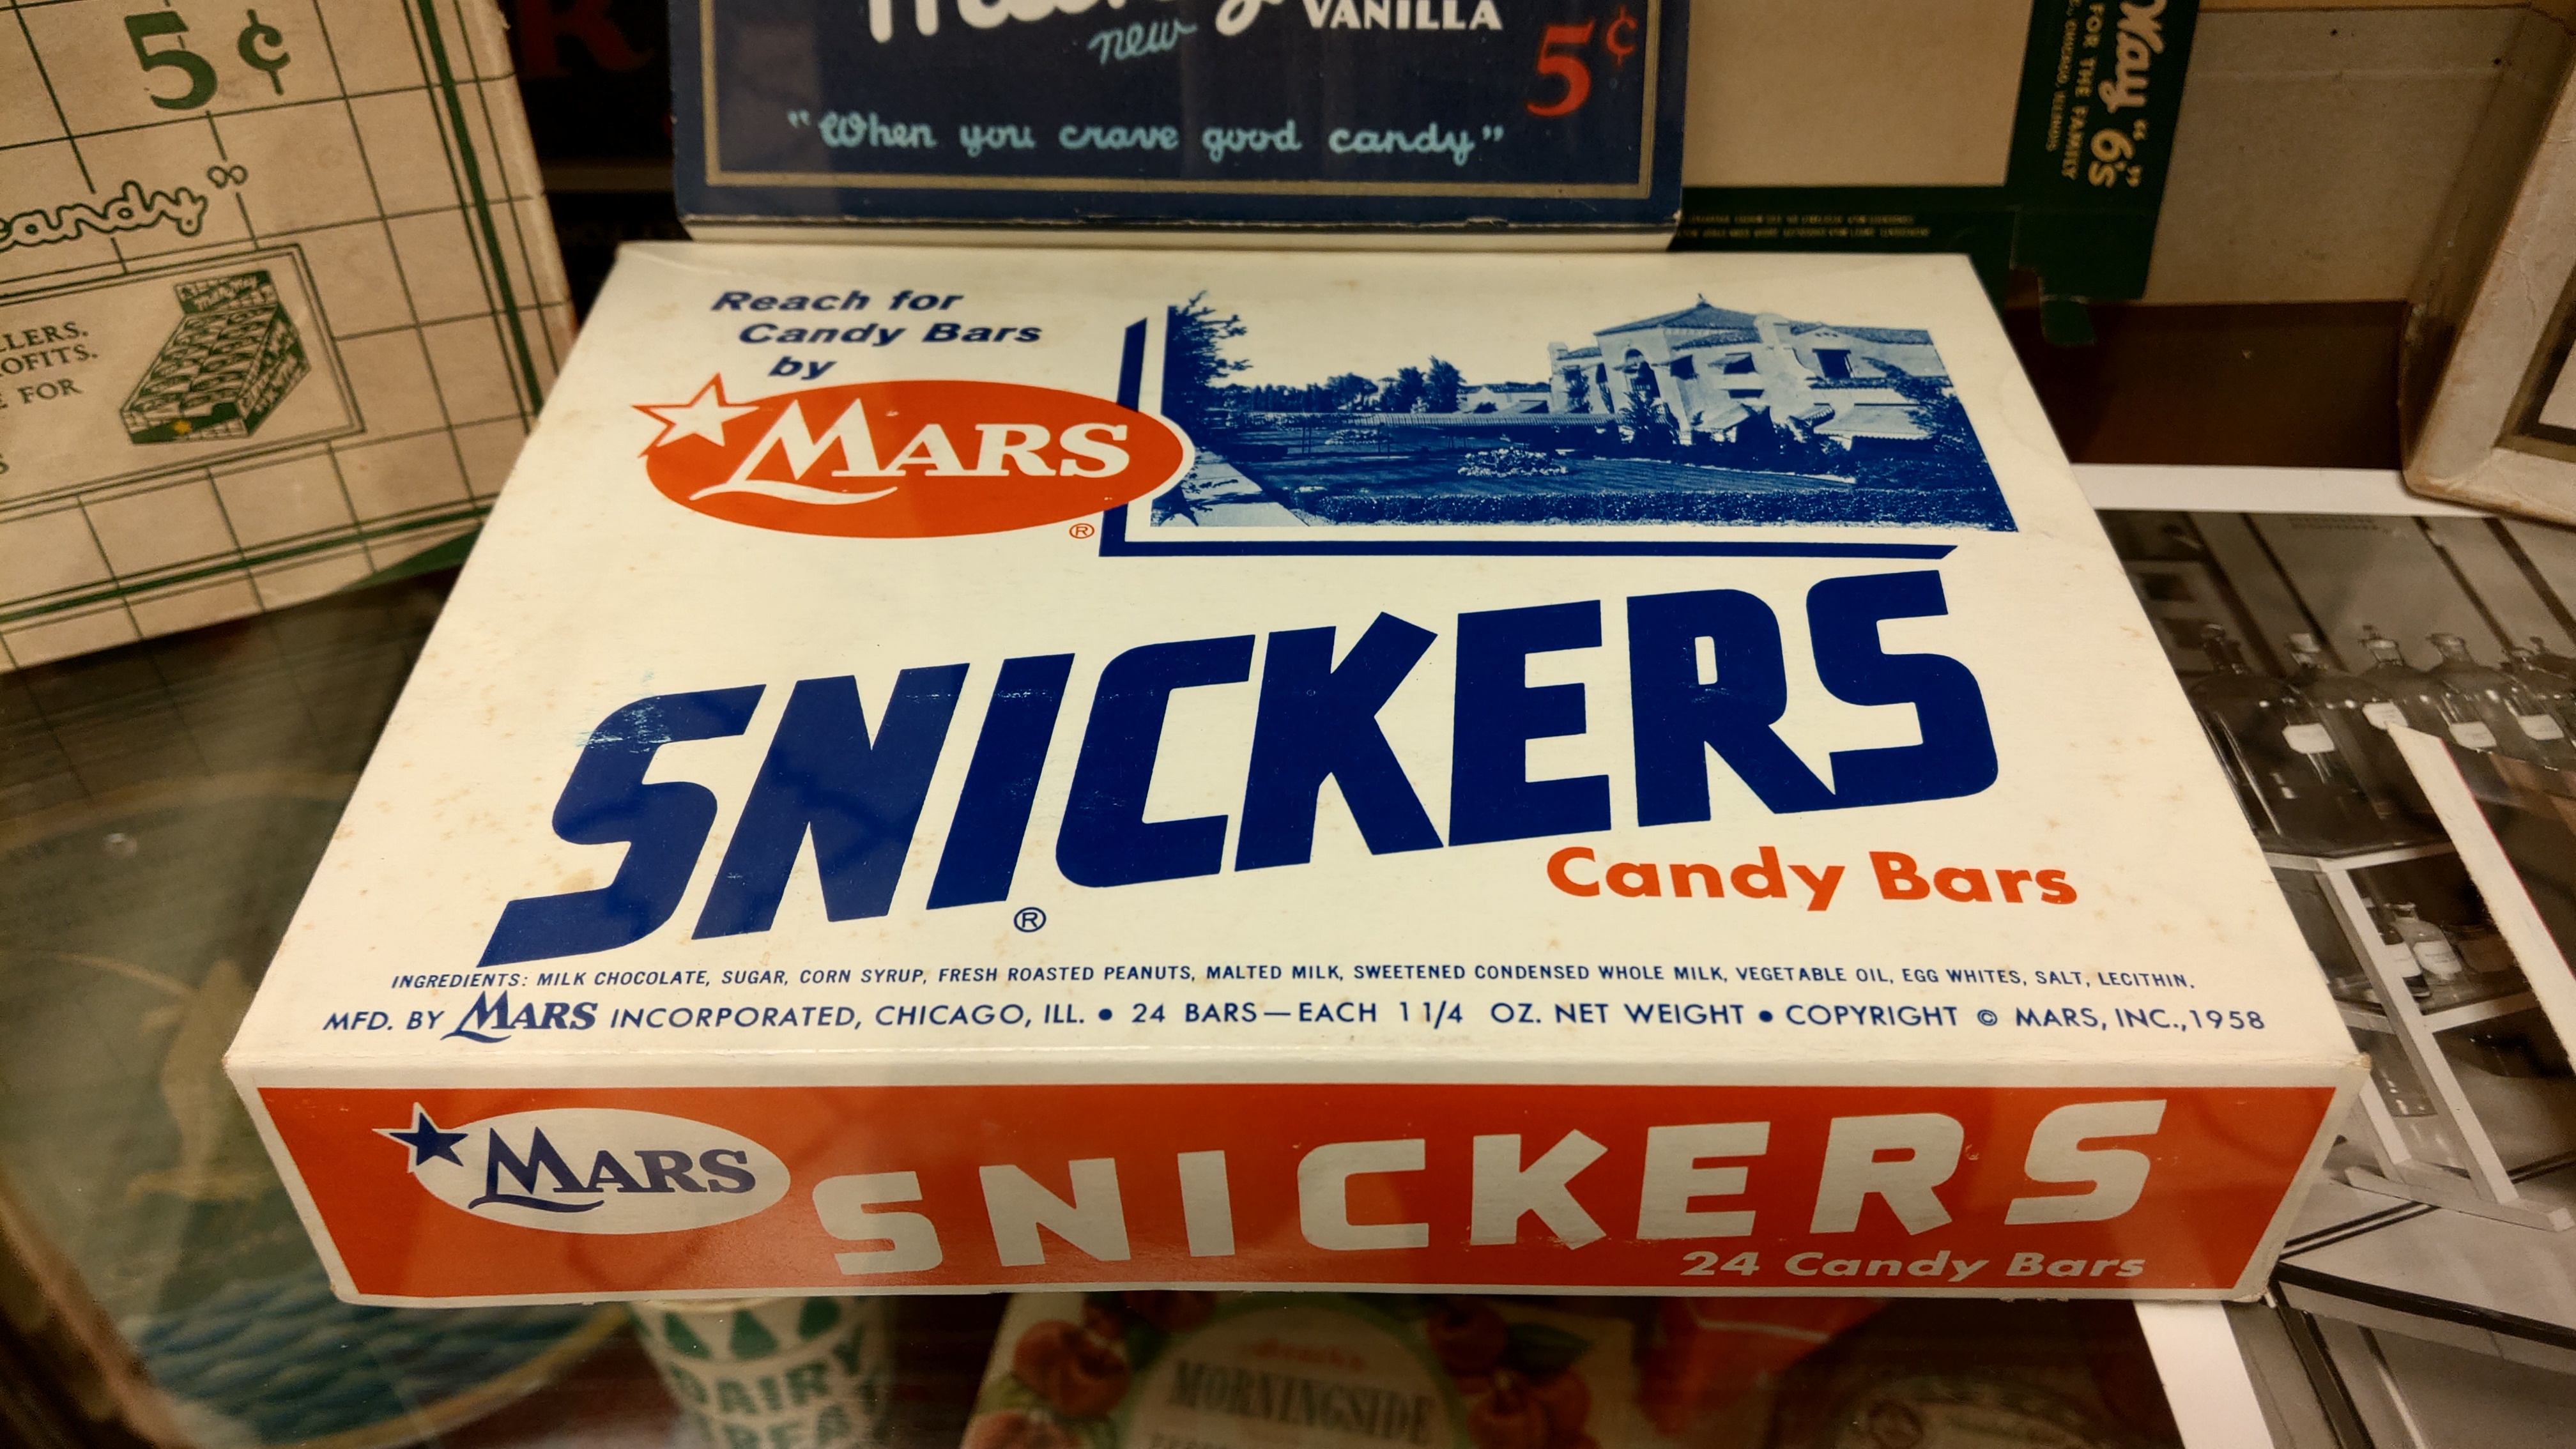 5¢
candy"
LLERS.
OFITS.
E FOR
S
new
VANILLA
5¢
"When you crave good candy"
Way "6's"
FOR THE FAMILY
Reach for
Candy Bars
by
MARS
®
SNICKERS
®
Candy Bars
INGREDIENTS: MILK CHOCOLATE, SUGAR, CORN SYRUP, FRESH ROASTED PEANUTS, MALTED MILK, SWEETENED CONDENSED WHOLE MILK, VEGETABLE OIL, EGG WHITES, SALT, LECITHIN.
MFD. BY MARS INCORPORATED, CHICAGO, ILL. • 24 BARS—EACH 1 1/4 OZ. NET WEIGHT • COPYRIGHT © MARS, INC., 1958
MARS SNICKERS
24 Candy Bars
DAIRY
MORNINGSIDE